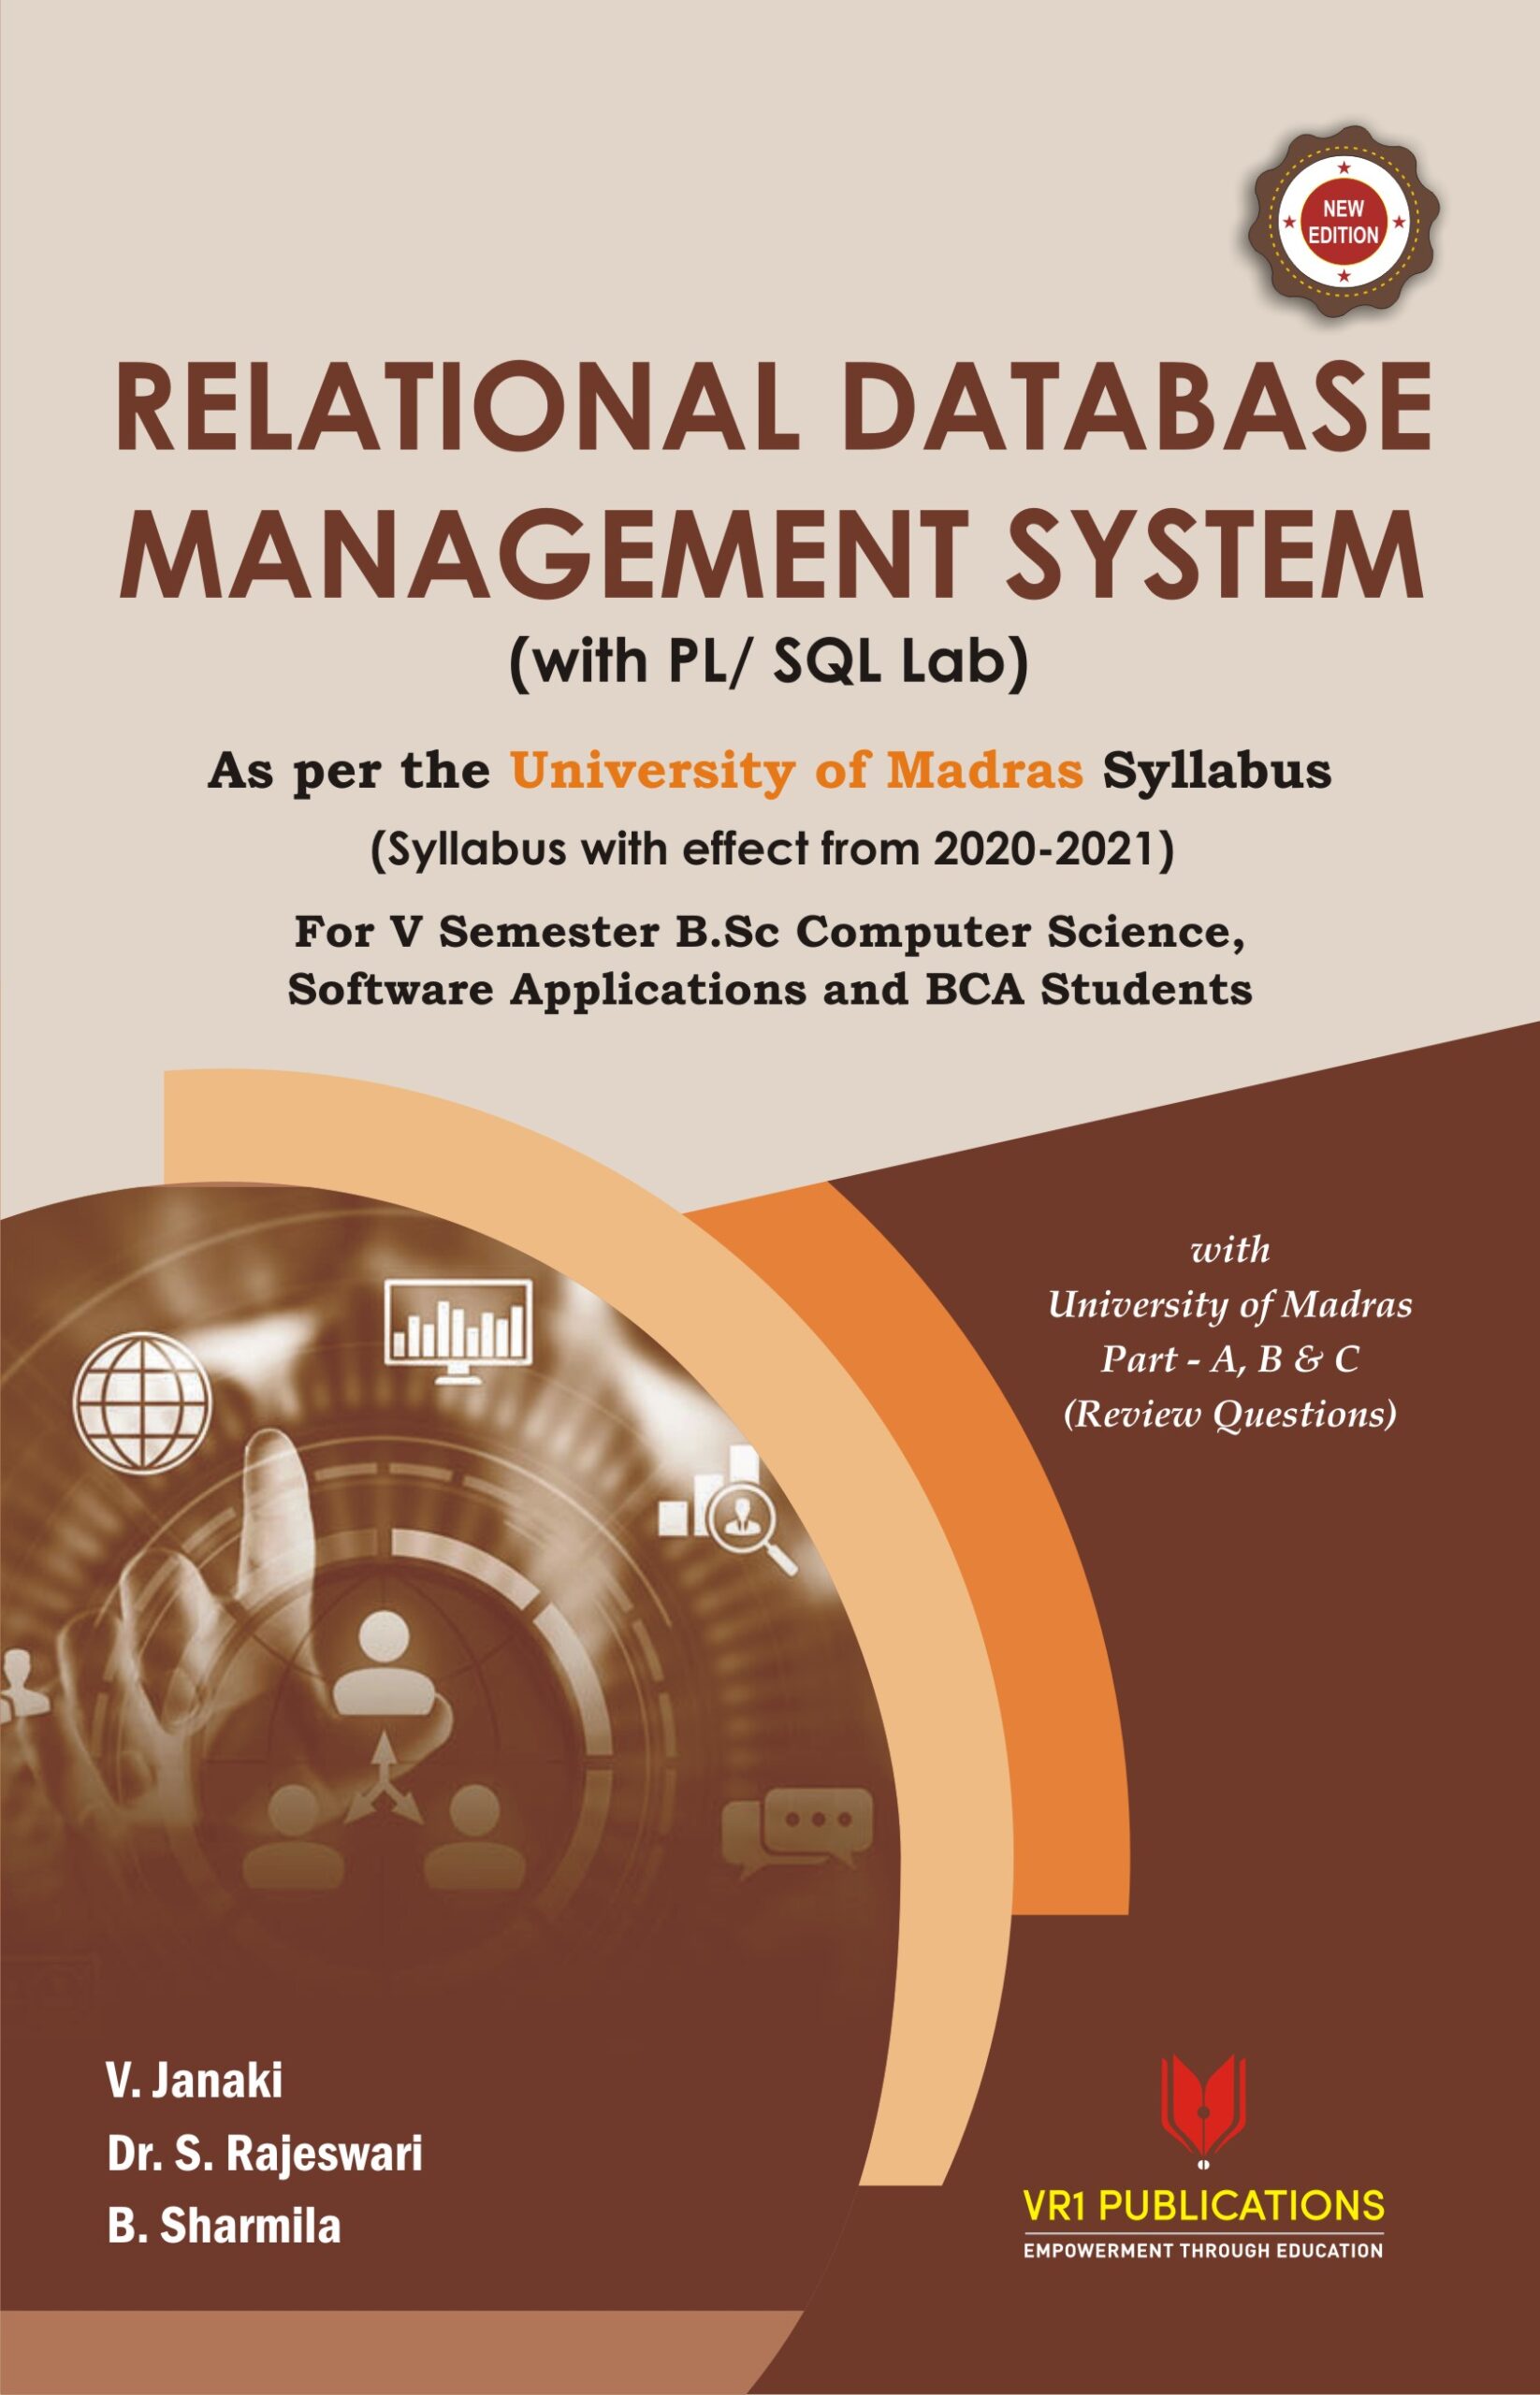 NEW
EDITION
RELATIONAL DATABASE
MANAGEMENT SYSTEM
(with PL/ SQL Lab)
As per the University of Madras Syllabus
(Syllabus with effect from 2020-2021)
For V Semester B.Sc Computer Science,
Software Applications and BCA Students
with
University of Madras
Part - A, B & C
(Review Questions)
V. Janaki
Dr. S. Rajeswari
B. Sharmila
VR1 PUBLICATIONS
EMPOWERMENT THROUGH EDUCATION